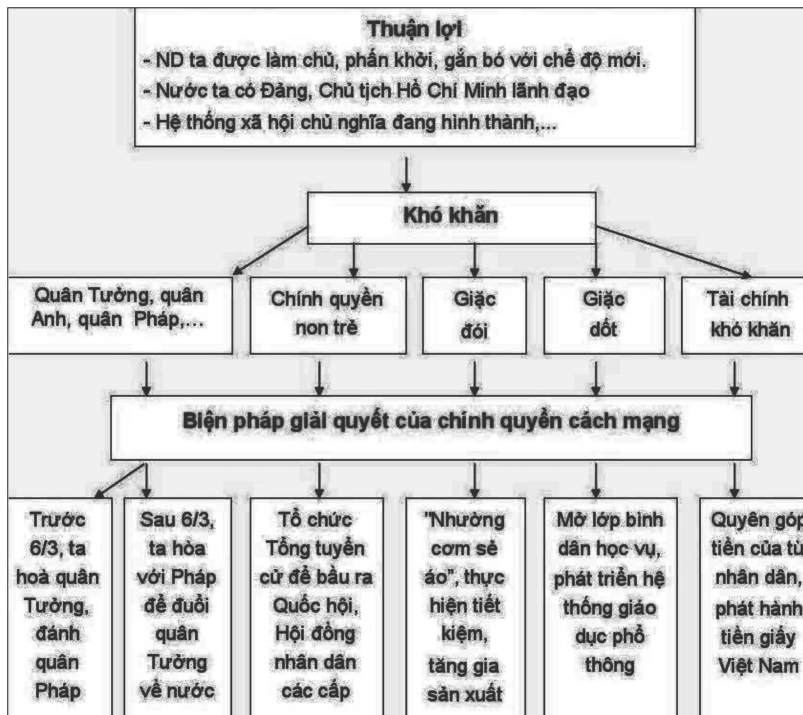 Thuận lợi
- ND ta được làm chủ, phấn khởi, gắn bó với chế độ mới.
- Nước ta có Đảng, Chủ tịch Hồ Chí Minh lãnh đạo
- Hệ thống xã hội chủ nghĩa đang hình thành,...
Khó khăn
Quân Tưởng, quân
Anh, quân Pháp,...
Chính quyền
non trẻ
Giặc
đói
Giặc
dốt
Tài chính
khó khăn
Biện pháp giải quyết của chính quyền cách mạng
Trước
6/3, ta
hoà quân
Tưởng,
đánh
quân
Pháp
Sau 6/3,
ta hòa
với Pháp
để đuổi
quân
Tưởng
về nước
Tổ chức
Tổng tuyển
cử để bầu ra
Quốc hội,
Hội đồng
nhân dân
các cấp
"Nhường
cơm sẻ
áo", thực
hiện tiết
kiệm,
tăng gia
sản xuất
Mở lớp bình
dân học vụ,
phát triển hệ
thống giáo
dục phổ
thông
Quyên góp
tiền của từ
nhân dân,
phát hành
tiền giấy
Việt Nam